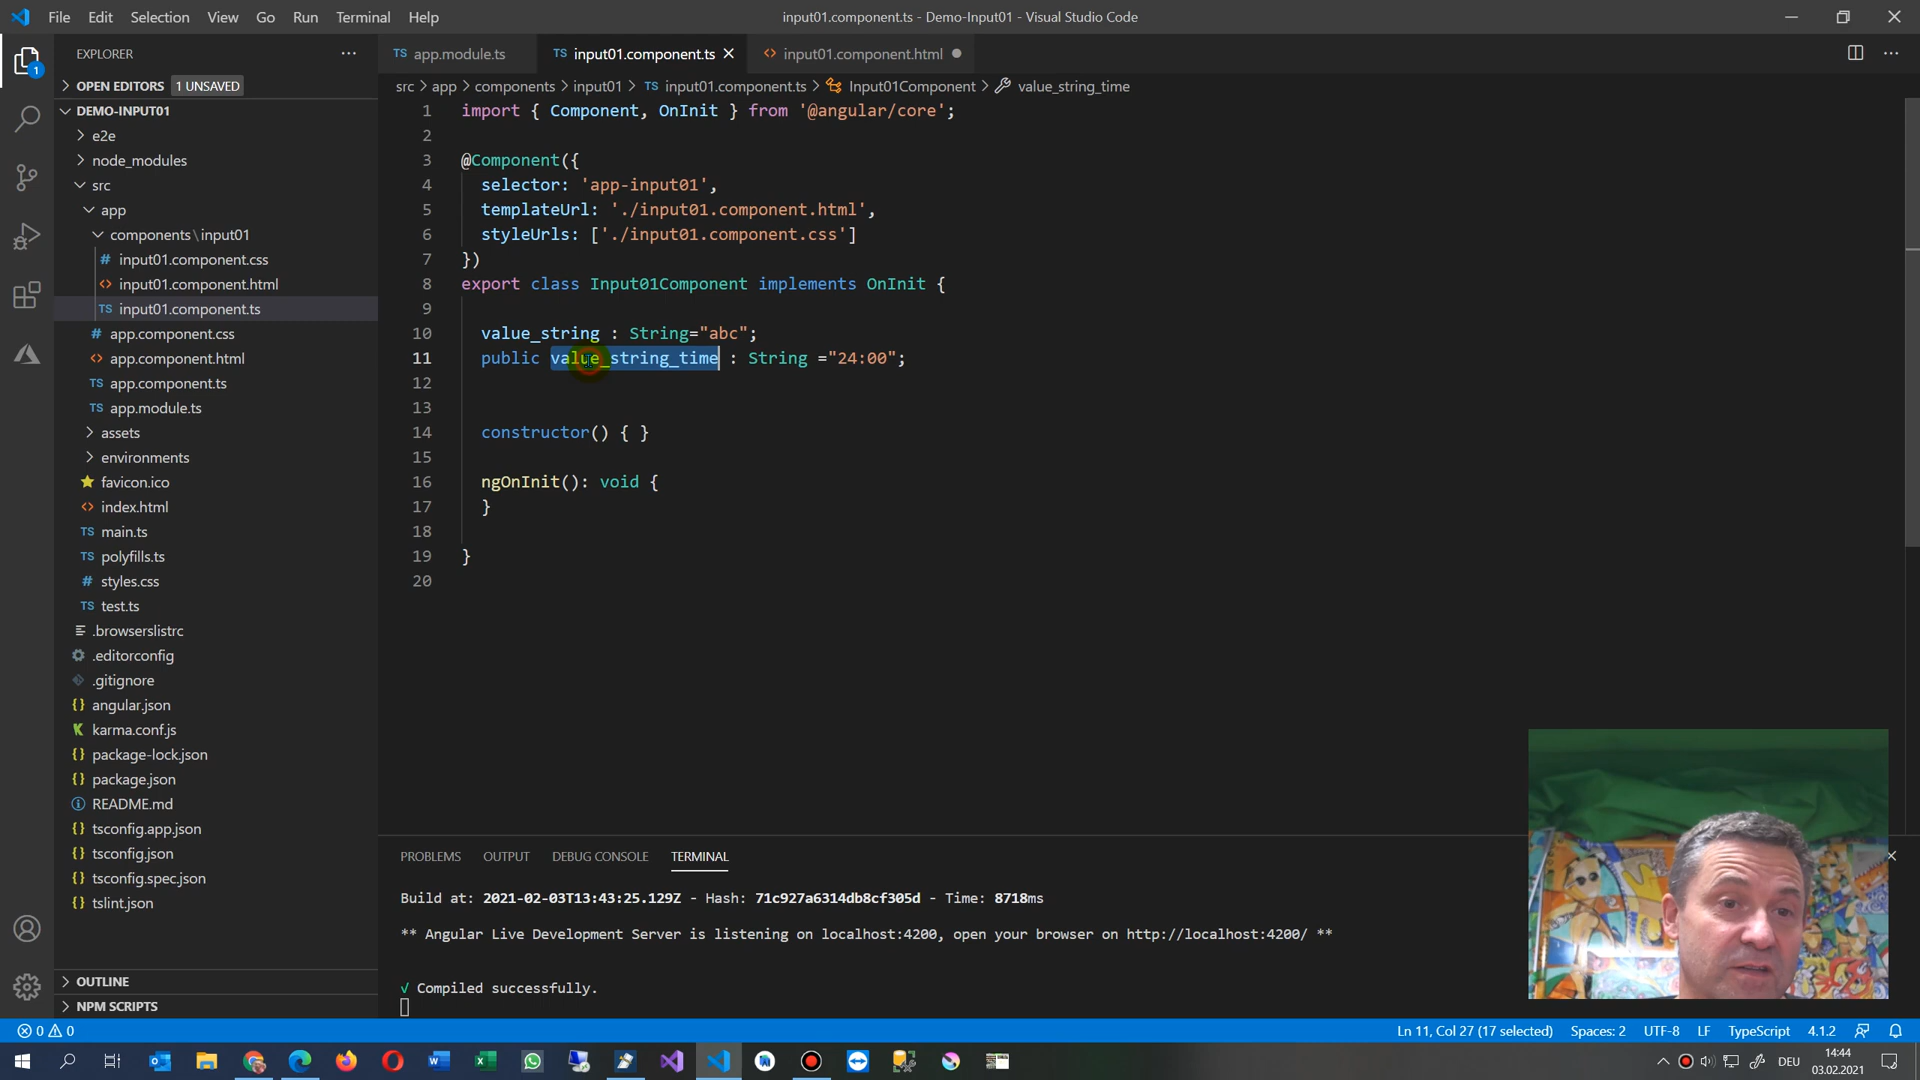 File Edit Selection View Go Run Terminal Help
input01.component.ts - Demo-Input01 - Visual Studio Code
EXPLORER
TS app.module.ts
TS input01.component.ts
input01.component.html
1
OPEN EDITORS 1 UNSAVED
src > app > components > input01 > TS input01.component.ts > Input01Component > value_string_time
DEMO-INPUT01
e2e
node_modules
src
app
components\input01
# input01.component.css
<> input01.component.html
TS input01.component.ts
# app.component.css
<> app.component.html
TS app.component.ts
TS app.module.ts
assets
environments
favicon.ico
<> index.html
TS main.ts
TS polyfills.ts
# styles.css
TS test.ts
.browserslistrc
.editorconfig
.gitignore
{} angular.json
karma.conf.js
{} package-lock.json
{} package.json
README.md
{} tsconfig.app.json
{} tsconfig.json
{} tsconfig.spec.json
{} tslint.json
OUTLINE
NPM SCRIPTS
1 import { Component, OnInit } from '@angular/core';
2
3 @Component({
4 selector: 'app-input01',
5 templateUrl: './input01.component.html',
6 styleUrls: ['./input01.component.css']
7 })
8 export class Input01Component implements OnInit {
9
10 value_string : String="abc";
11 public value_string_time : String ="24:00";
12
13
14 constructor() { }
15
16 ngOnInit(): void {
17 }
18
19 }
20
PROBLEMS OUTPUT DEBUG CONSOLE TERMINAL
Build at: 2021-02-03T13:43:25.129Z - Hash: 71c927a6314db8cf305d - Time: 8718ms
** Angular Live Development Server is listening on localhost:4200, open your browser on http://localhost:4200/ **
√ Compiled successfully.
0 0
Ln 11, Col 27 (17 selected) Spaces: 2 UTF-8 LF TypeScript 4.1.2
DEU
14:44
03.02.2021